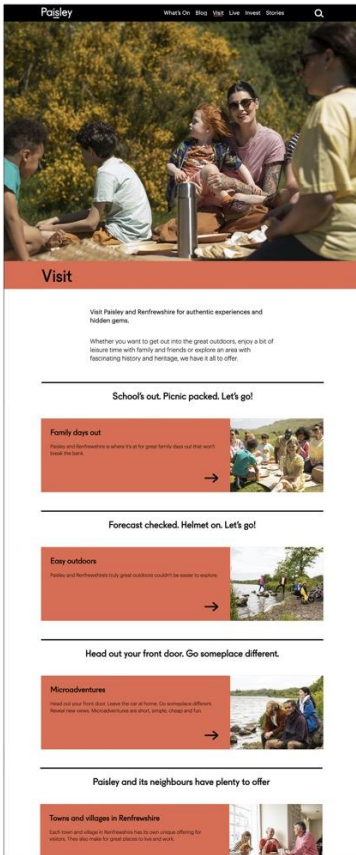 Paisley
What's On Blog Visit Live Invest Stories
Visit
Visit Paisley and Renfrewshire for authentic experiences and
hidden gems.
Whether you want to get out into the great outdoors, enjoy a bit of
leisure time with family and friends or explore an area with
fascinating history and heritage, we have it all to offer.
School's out. Picnic packed. Let's go!
Family days out
Paisley and Renfrewshire is where it's at for great family days out that won't
break the bank.
Forecast checked. Helmet on. Let's go!
Easy outdoors
Paisley and Renfrewshire's truly great outdoors couldn't be easier to explore.
Head out your front door. Go someplace different.
Microadventures
Head out your front door. Leave the car at home. Go someplace different.
Reveal new views. Microadventures are short, simple, cheap and fun.
Paisley and its neighbours have plenty to offer
Towns and villages in Renfrewshire
Each town and village in Renfrewshire has its own unique offering for
visitors. They also make for great places to live and work.